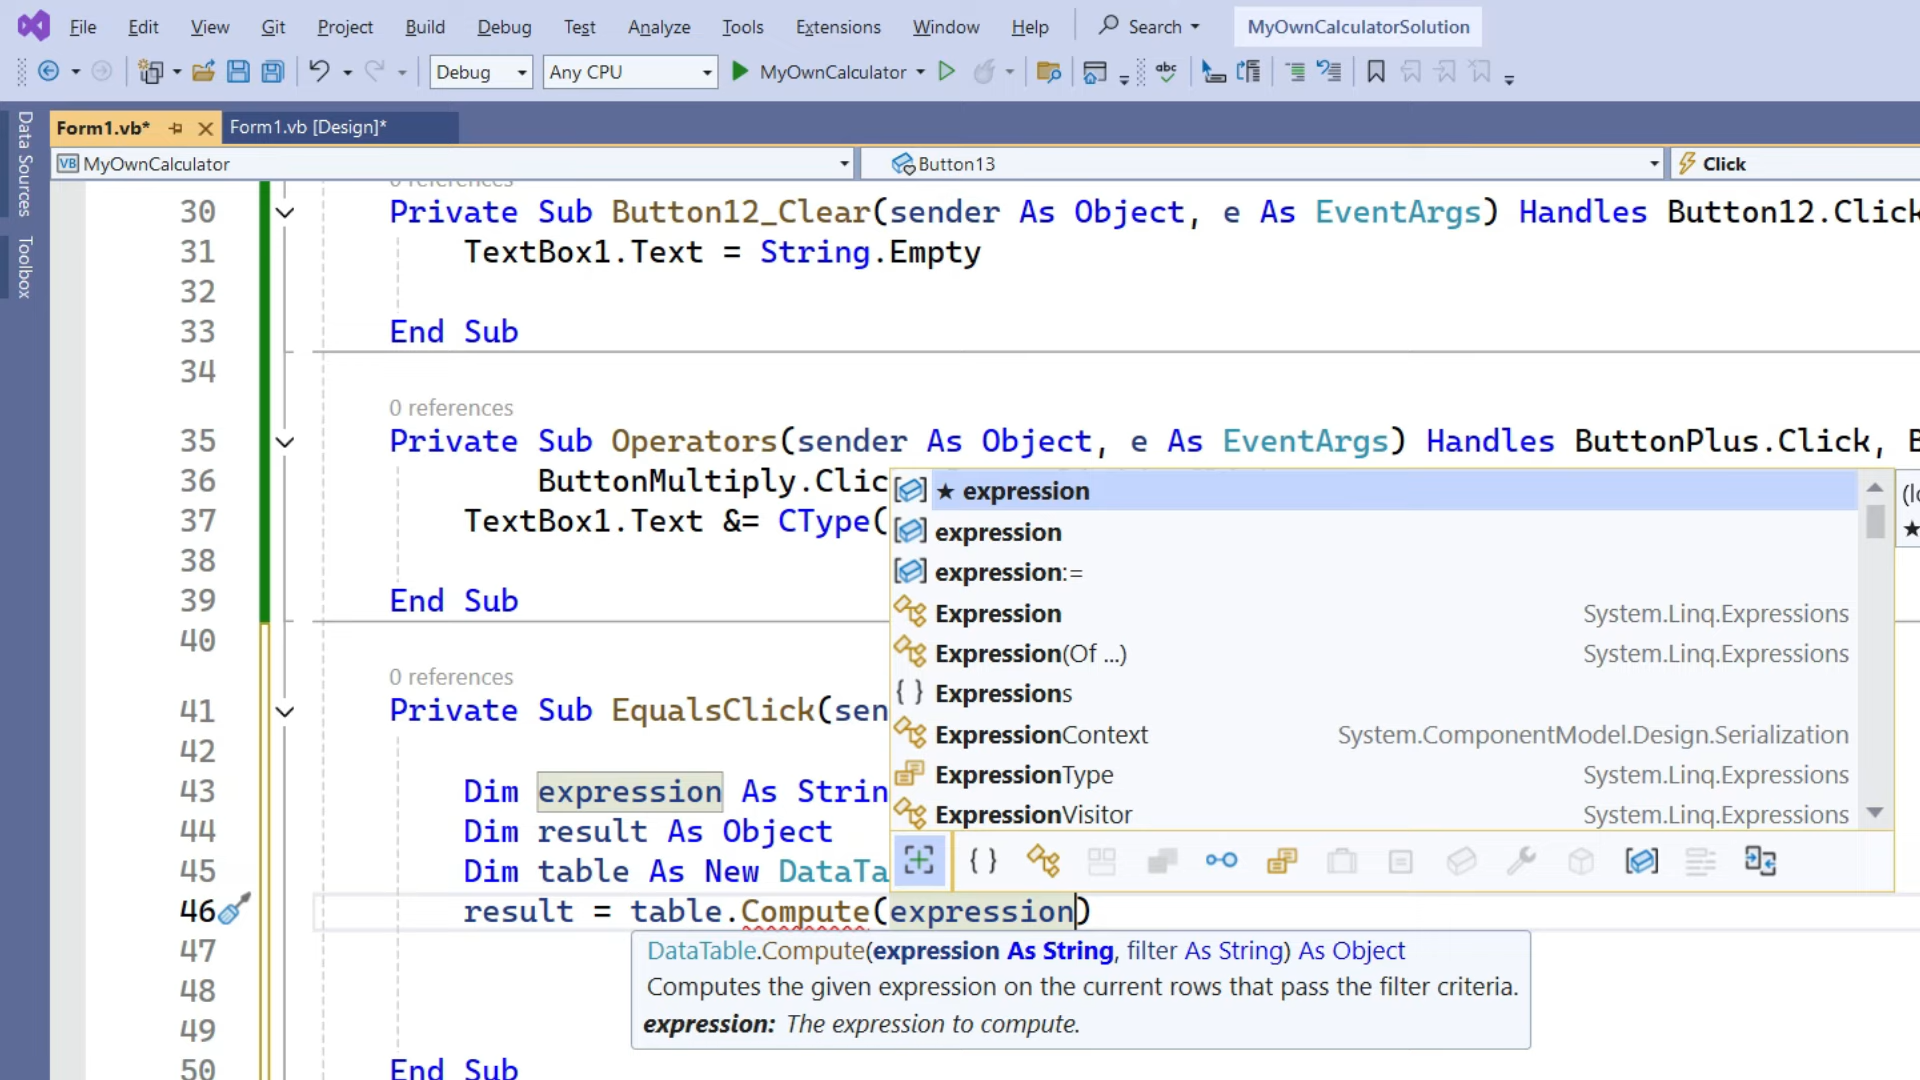 File Edit View Git Project Build Debug Test Analyze Tools Extensions Window Help Search MyOwnCalculatorSolution
Debug Any CPU MyOwnCalculator abc
Data Sources
Toolbox
Form1.vb* Form1.vb [Design]*
VB MyOwnCalculator Button13 Click
0 references
30 Private Sub Button12_Clear(sender As Object, e As EventArgs) Handles Button12.Click
31 TextBox1.Text = String.Empty
32
33 End Sub
34
0 references
35 Private Sub Operators(sender As Object, e As EventArgs) Handles ButtonPlus.Click, B
36 ButtonMultiply.Clic
37 TextBox1.Text &= CType(
38
39 End Sub
40
0 references
41 Private Sub EqualsClick(sen
42
43 Dim expression As Strin
44 Dim result As Object
45 Dim table As New DataTa
46 result = table.Compute(expression)
47
48
49
50 End Sub
★ expression
expression
expression:=
Expression System.Linq.Expressions
Expression(Of ...) System.Linq.Expressions
{ } Expressions
ExpressionContext System.ComponentModel.Design.Serialization
ExpressionType System.Linq.Expressions
ExpressionVisitor System.Linq.Expressions
{ }
(lo
★
DataTable.Compute(expression As String, filter As String) As Object
Computes the given expression on the current rows that pass the filter criteria.
expression: The expression to compute.